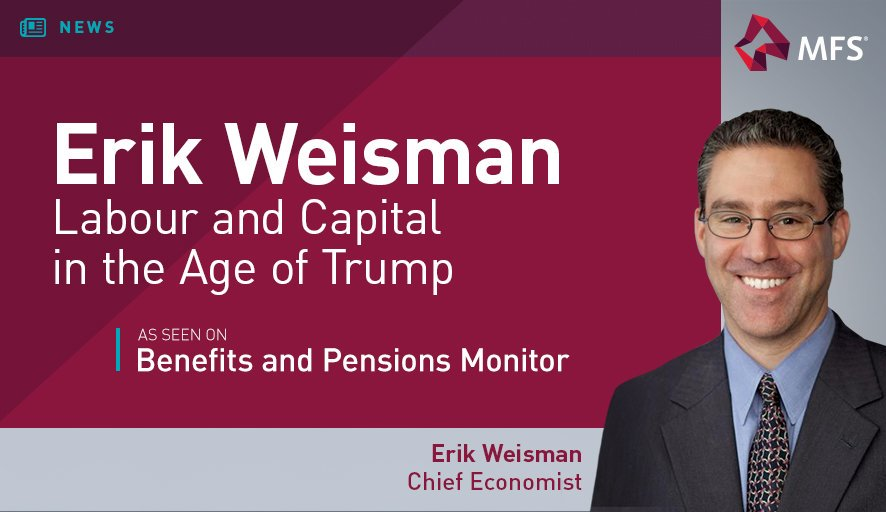 NEWS
MFS®
Erik Weisman
Labour and Capital
in the Age of Trump
AS SEEN ON
Benefits and Pensions Monitor
Erik Weisman
Chief Economist